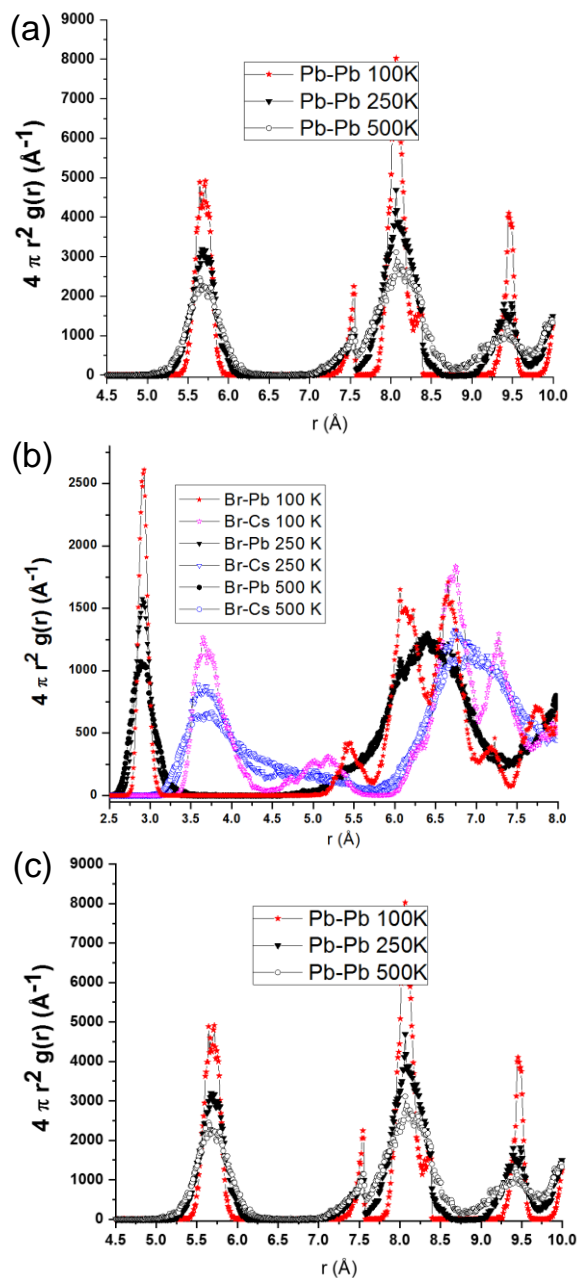 (a)
9000
8000
7000
6000
5000
4000
3000
2000
1000
0
4 π r² g(r) (Å⁻¹)
Pb-Pb 100K
Pb-Pb 250K
Pb-Pb 500K
4.5 5.0 5.5 6.0 6.5 7.0 7.5 8.0 8.5 9.0 9.5 10.0
r (Å)
(b)
2500
2000
1500
1000
500
0
4 π r² g(r) (Å⁻¹)
Br-Pb 100 K
Br-Cs 100 K
Br-Pb 250 K
Br-Cs 250 K
Br-Pb 500 K
Br-Cs 500 K
2.5 3.0 3.5 4.0 4.5 5.0 5.5 6.0 6.5 7.0 7.5 8.0
r (Å)
(c)
9000
8000
7000
6000
5000
4000
3000
2000
1000
0
4 π r² g(r) (Å⁻¹)
Pb-Pb 100K
Pb-Pb 250K
Pb-Pb 500K
4.5 5.0 5.5 6.0 6.5 7.0 7.5 8.0 8.5 9.0 9.5 10.0
r (Å)